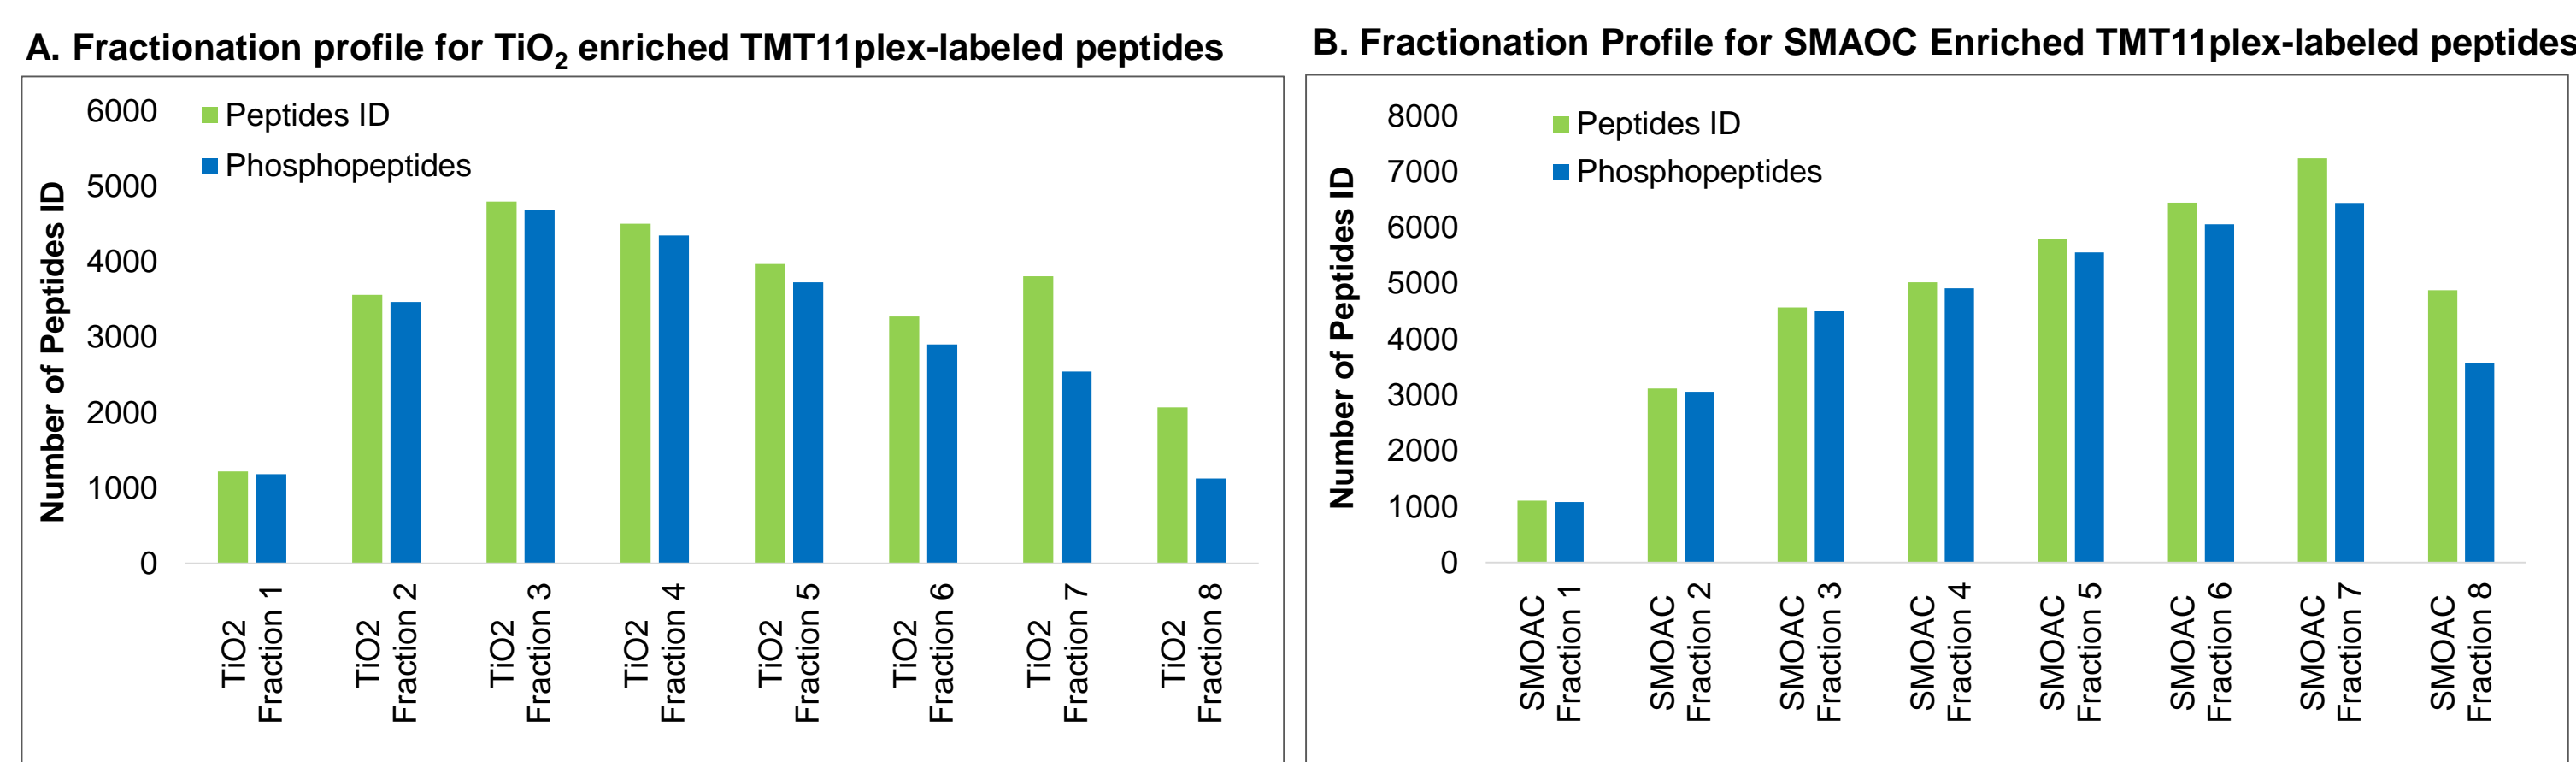 A. Fractionation profile for TiO2 enriched TMT11plex-labeled peptides
6000
5000
4000
3000
2000
1000
0
Number of Peptides ID
Peptides ID
Phosphopeptides
TiO2
Fraction 1
TiO2
Fraction 2
TiO2
Fraction 3
TiO2
Fraction 4
TiO2
Fraction 5
TiO2
Fraction 6
TiO2
Fraction 7
TiO2
Fraction 8
B. Fractionation Profile for SMAOC Enriched TMT11plex-labeled peptides
8000
7000
6000
5000
4000
3000
2000
1000
0
Number of Peptides ID
Peptides ID
Phosphopeptides
SMOAC
Fraction 1
SMOAC
Fraction 2
SMOAC
Fraction 3
SMOAC
Fraction 4
SMOAC
Fraction 5
SMOAC
Fraction 6
SMOAC
Fraction 7
SMOAC
Fraction 8